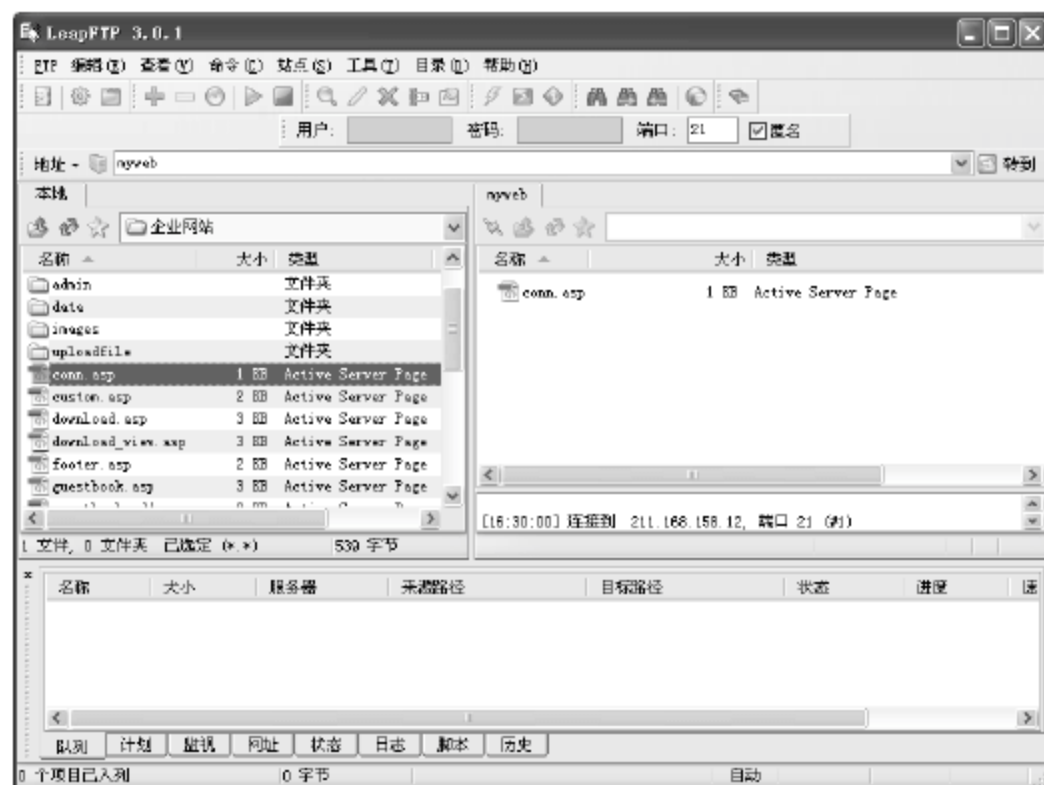 LeapFTP 3.0.1
FTP 编辑(E) 查看(V) 命令(C) 站点(S) 工具(T) 目录(D) 帮助(H)
用户: 密码: 端口: 21 匿名
地址 myweb 转到
本地
企业网站
名称 大小 类型
admin 文件夹
data 文件夹
images 文件夹
uploadfile 文件夹
conn.asp 1 KB Active Server Page
custom.asp 2 KB Active Server Page
download.asp 3 KB Active Server Page
download_view.asp 3 KB Active Server Page
footer.asp 2 KB Active Server Page
guestbook.asp 3 KB Active Server Page
1 文件, 0 文件夹 已选定 (*.*) 539 字节
myweb
名称 大小 类型
conn.asp 1 KB Active Server Page
[16:30:00] 连接到 211.168.158.12, 端口 21 (#1)
名称 大小 服务器 来源路径 目标路径 状态 进度 速
队列 计划 监视 网址 状态 日志 脚本 历史
0 个项目已入列 0 字节 自动